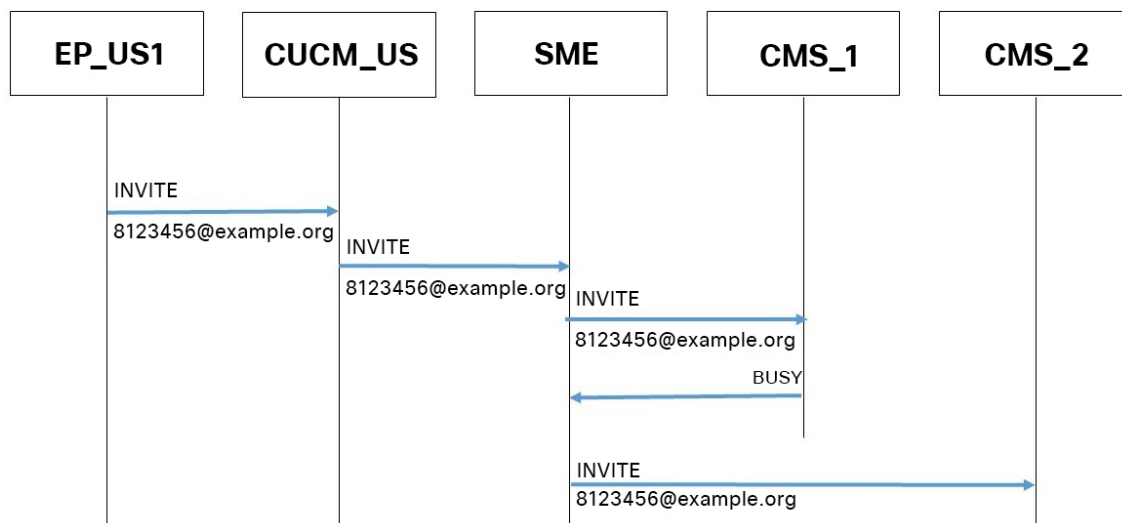 EP_US1
CUCM_US
SME
CMS_1
CMS_2
INVITE
8123456@example.org
INVITE
8123456@example.org
INVITE
8123456@example.org
BUSY
INVITE
8123456@example.org